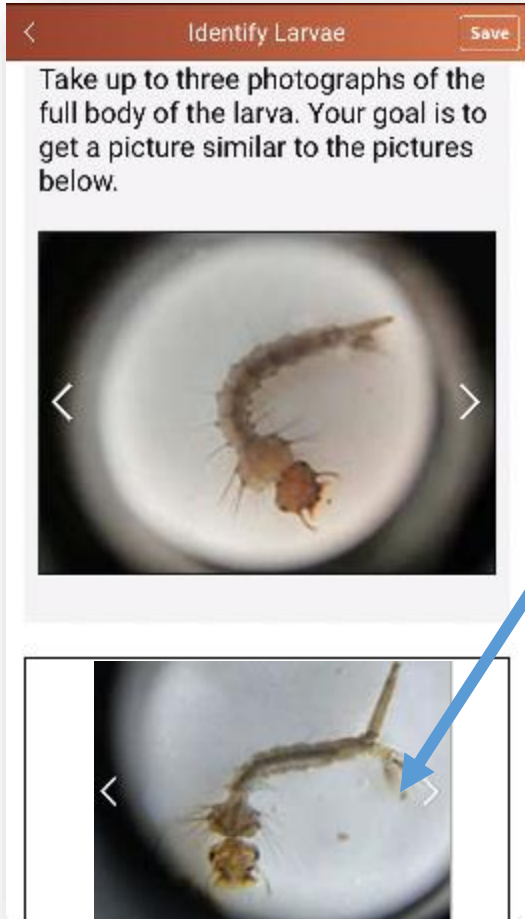 Identify Larvae
Save
Take up to three photographs of the
full body of the larva. Your goal is to
get a picture similar to the pictures
below.